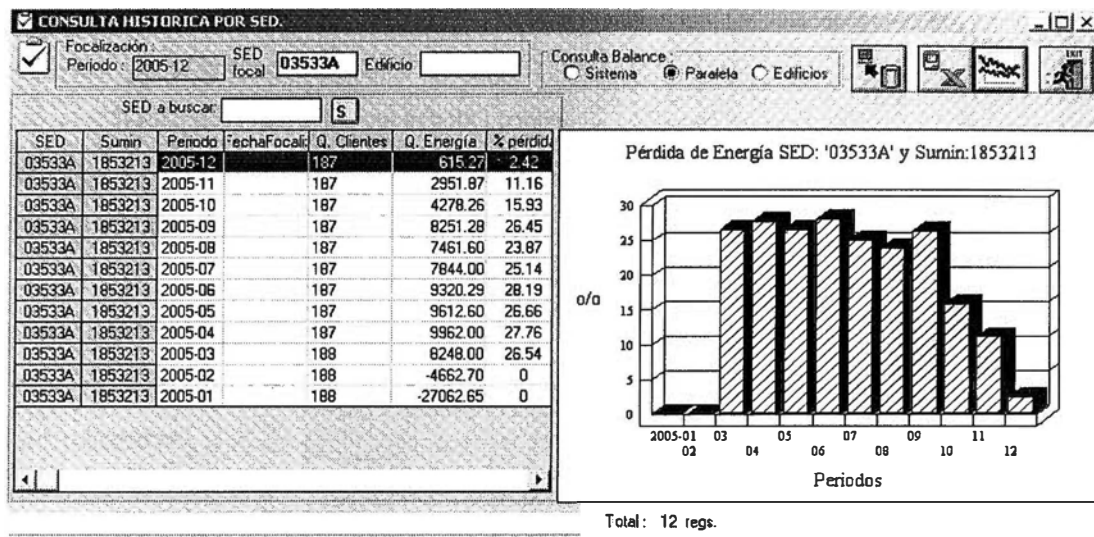 CONSULTA HISTORICA POR SED.
Focalización :
Periodo : 2005-12 SED focal 03533A Edificio
Consulta Balance :
Sistema Paralela Edificios
EXIT
SED a buscar: S
SED Sumin Periodo FechaFocali: Q. Clientes Q. Energía % pérdida
03533A 1853213 2005-12 187 615.27 2.42
03533A 1853213 2005-11 187 2951.87 11.16
03533A 1853213 2005-10 187 4278.26 15.93
03533A 1853213 2005-09 187 8251.28 26.45
03533A 1853213 2005-08 187 7461.60 23.87
03533A 1853213 2005-07 187 7844.00 25.14
03533A 1853213 2005-06 187 9320.29 28.19
03533A 1853213 2005-05 187 9612.60 26.66
03533A 1853213 2005-04 187 9962.00 27.76
03533A 1853213 2005-03 188 8248.00 26.54
03533A 1853213 2005-02 188 -4662.70 0
03533A 1853213 2005-01 188 -27062.65 0
Pérdida de Energía SED: '03533A' y Sumin:1853213
30
25
20
15
10
5
0
o/o
2005-01 03 05 07 09 11
02 04 06 08 10 12
Periodos
Total : 12 regs.